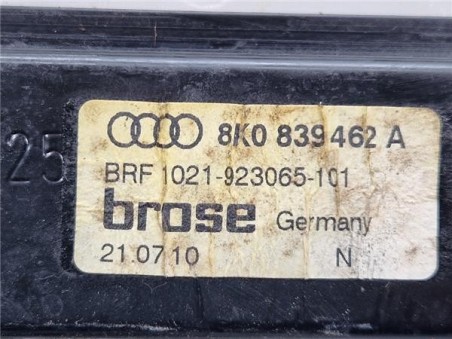 8K0 839 462 A
25
BRF 1021-923065-101
brose Germany
21.07.10 N